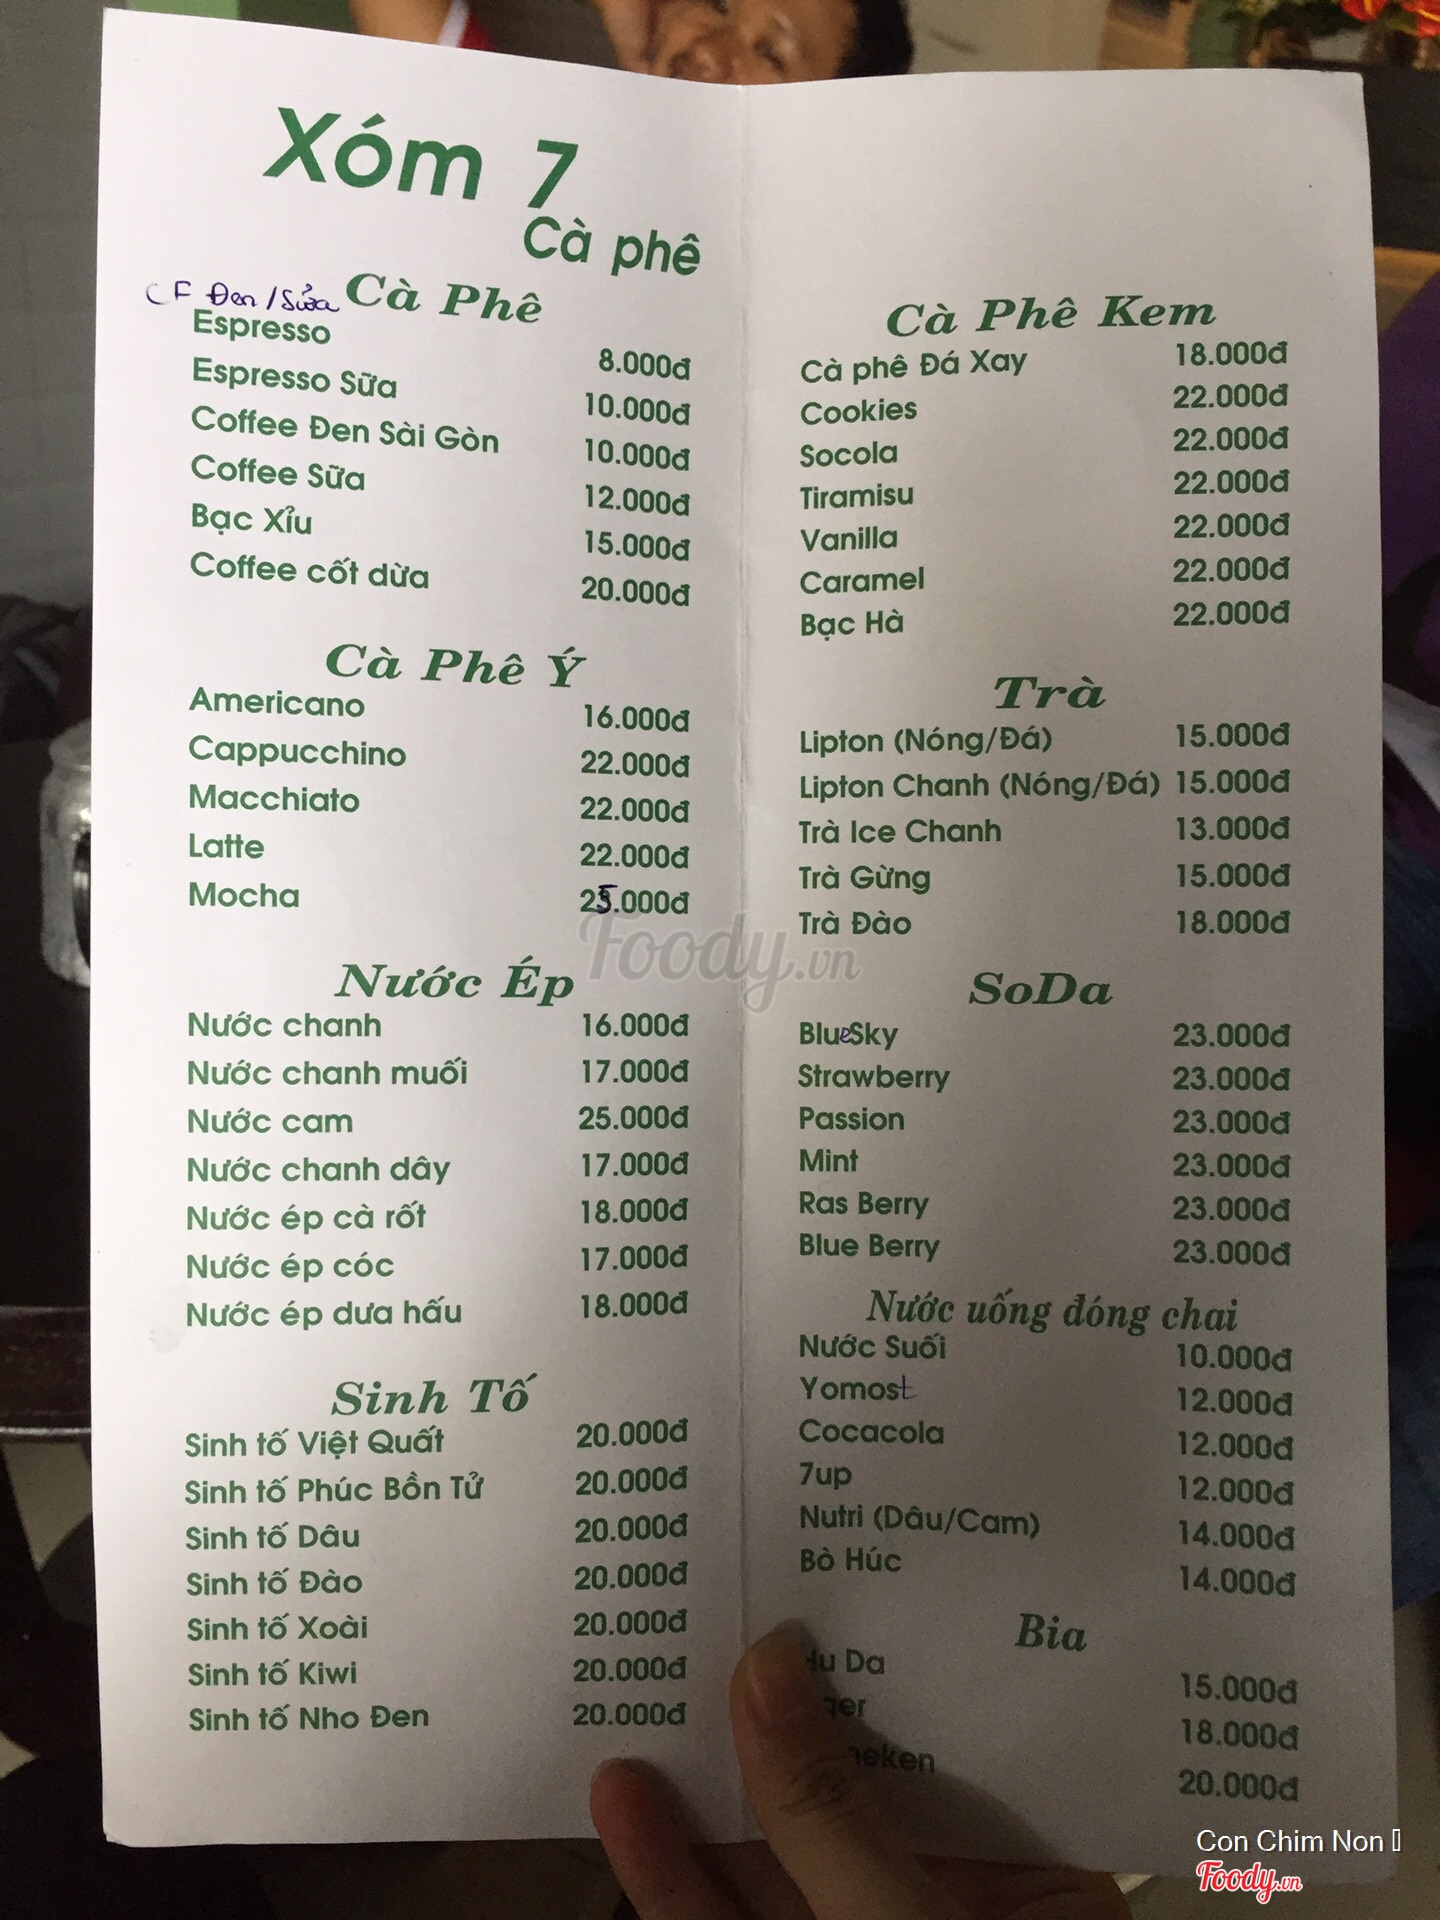 Xóm 7
Cà phê
CF Đen/Sửa Cà Phê
Espresso 8.000đ
Espresso Sữa 10.000đ
Coffee Đen Sài Gòn 10.000đ
Coffee Sữa 12.000đ
Bạc Xỉu 15.000đ
Coffee cốt dừa 20.000đ
Cà Phê Ý
Americano 16.000đ
Cappucchino 22.000đ
Macchiato 22.000đ
Latte 22.000đ
Mocha 25.000đ
Nước Ép
Nước chanh 16.000đ
Nước chanh muối 17.000đ
Nước cam 25.000đ
Nước chanh dây 17.000đ
Nước ép cà rốt 18.000đ
Nước ép cóc 17.000đ
Nước ép dưa hấu 18.000đ
Sinh Tố
Sinh tố Việt Quất 20.000đ
Sinh tố Phúc Bồn Tử 20.000đ
Sinh tố Dâu 20.000đ
Sinh tố Đào 20.000đ
Sinh tố Xoài 20.000đ
Sinh tố Kiwi 20.000đ
Sinh tố Nho Đen 20.000đ
Cà Phê Kem
Cà phê Đá Xay 18.000đ
Cookies 22.000đ
Socola 22.000đ
Tiramisu 22.000đ
Vanilla 22.000đ
Caramel 22.000đ
Bạc Hà 22.000đ
Trà
Lipton (Nóng/Đá) 15.000đ
Lipton Chanh (Nóng/Đá) 15.000đ
Trà Ice Chanh 13.000đ
Trà Gừng 15.000đ
Trà Đào 18.000đ
SoDa
BlueSky 23.000đ
Strawberry 23.000đ
Passion 23.000đ
Mint 23.000đ
Ras Berry 23.000đ
Blue Berry 23.000đ
Nước uống đóng chai
Nước Suối 10.000đ
Yomost 12.000đ
Cocacola 12.000đ
7up 12.000đ
Nutri (Dâu/Cam) 14.000đ
Bò Húc 14.000đ
Bia
Da 15.000đ
18.000đ
20.000đ
Foody.vn
Con Chim Non
Foody.vn